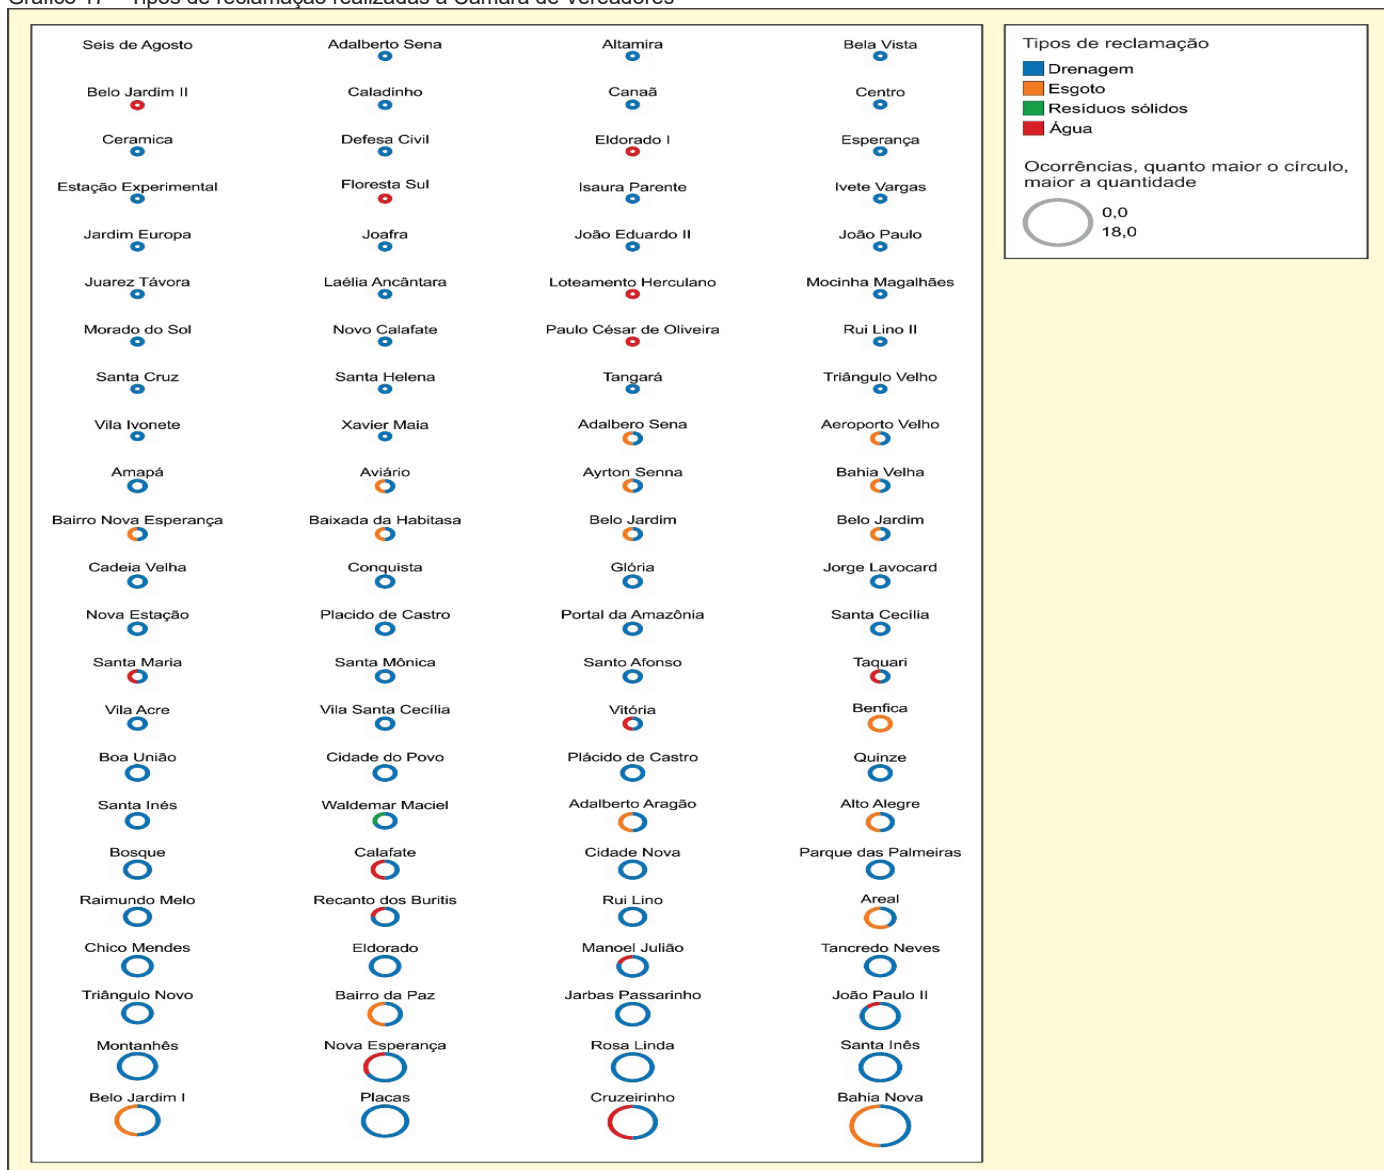 Gráfico 17 – Tipos de reclamação realizadas à Câmara de Vereadores
Seis de Agosto Adalberto Sena Altamira Bela Vista
Belo Jardim II Caladinho Canaã Centro
Ceramica Defesa Civil Eldorado I Esperança
Estação Experimental Floresta Sul Isaura Parente Ivete Vargas
Jardim Europa Joafra João Eduardo II João Paulo
Juarez Távora Laélia Ancântara Loteamento Herculano Mocinha Magalhães
Morado do Sol Novo Calafate Paulo César de Oliveira Rui Lino II
Santa Cruz Santa Helena Tangará Triângulo Velho
Vila Ivonete Xavier Maia Adalbero Sena Aeroporto Velho
Amapá Aviário Ayrton Senna Bahia Velha
Bairro Nova Esperança Baixada da Habitasa Belo Jardim Belo Jardim
Cadeia Velha Conquista Glória Jorge Lavocard
Nova Estação Placido de Castro Portal da Amazônia Santa Cecília
Santa Maria Santa Mônica Santo Afonso Taquari
Vila Acre Vila Santa Cecília Vitória Benfica
Boa União Cidade do Povo Plácido de Castro Quinze
Santa Inés Waldemar Maciel Adalberto Aragão Alto Alegre
Bosque Calafate Cidade Nova Parque das Palmeiras
Raimundo Melo Recanto dos Buritis Rui Lino Areal
Chico Mendes Eldorado Manoel Julião Tancredo Neves
Triângulo Novo Bairro da Paz Jarbas Passarinho João Paulo II
Montanhês Nova Esperança Rosa Linda Santa Inês
Belo Jardim I Placas Cruzeirinho Bahia Nova
Tipos de reclamação
Drenagem
Esgoto
Resíduos sólidos
Água
Ocorrências, quanto maior o círculo,
maior a quantidade
0,0
18,0